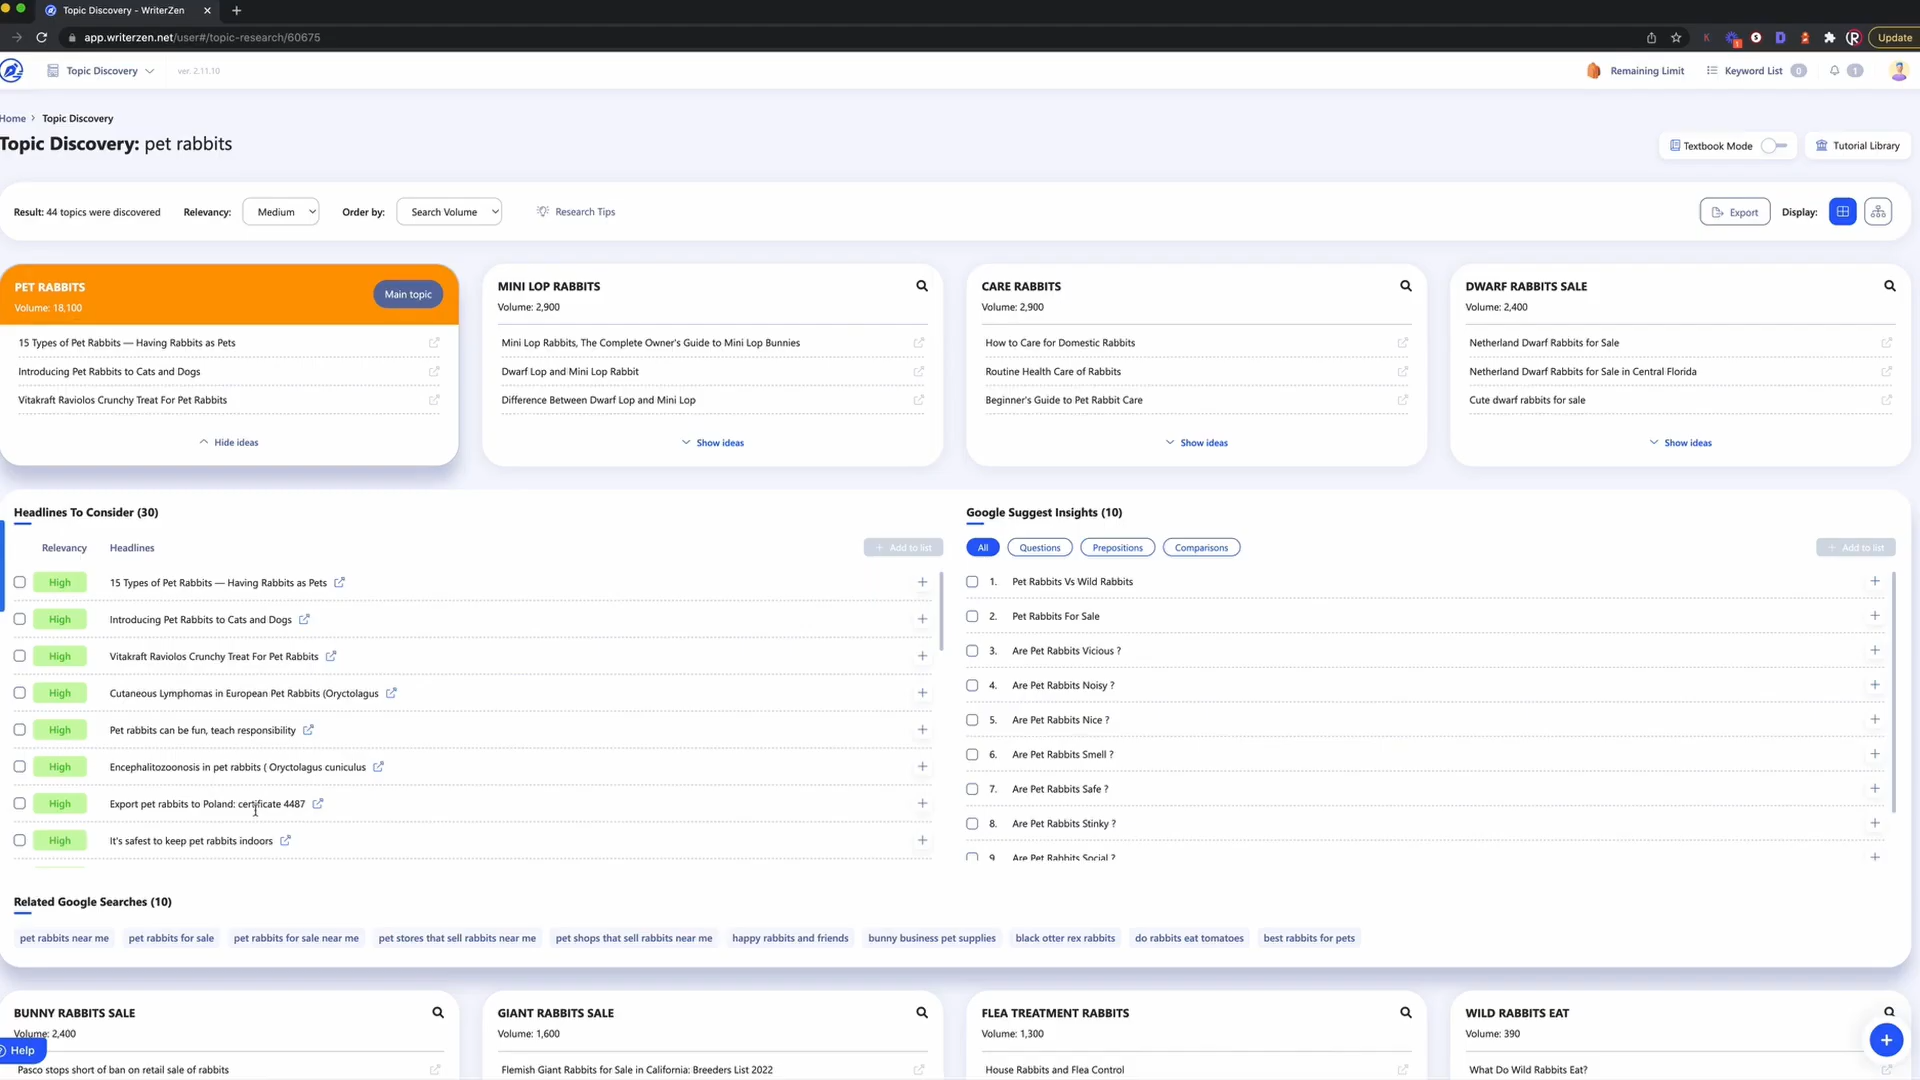 Topic Discovery - WriterZen
app.writerzen.net/user#/topic-research/60675
Update
Topic Discovery
ver. 2.11.10
Remaining Limit
Keyword List 0
1
Home > Topic Discovery
Topic Discovery: pet rabbits
Textbook Mode
Tutorial Library
Result: 44 topics were discovered
Relevancy: Medium
Order by: Search Volume
Research Tips
Export
Display:
PET RABBITS
Volume: 18,100
Main topic
15 Types of Pet Rabbits — Having Rabbits as Pets
Introducing Pet Rabbits to Cats and Dogs
Vitakraft Raviolos Crunchy Treat For Pet Rabbits
Hide ideas
MINI LOP RABBITS
Volume: 2,900
Mini Lop Rabbits, The Complete Owner's Guide to Mini Lop Bunnies
Dwarf Lop and Mini Lop Rabbit
Difference Between Dwarf Lop and Mini Lop
Show ideas
CARE RABBITS
Volume: 2,900
How to Care for Domestic Rabbits
Routine Health Care of Rabbits
Beginner's Guide to Pet Rabbit Care
Show ideas
DWARF RABBITS SALE
Volume: 2,400
Netherland Dwarf Rabbits for Sale
Netherland Dwarf Rabbits for Sale in Central Florida
Cute dwarf rabbits for sale
Show ideas
Headlines To Consider (30)
Relevancy Headlines
+ Add to list
High 15 Types of Pet Rabbits — Having Rabbits as Pets
High Introducing Pet Rabbits to Cats and Dogs
High Vitakraft Raviolos Crunchy Treat For Pet Rabbits
High Cutaneous Lymphomas in European Pet Rabbits (Oryctolagus
High Pet rabbits can be fun, teach responsibility
High Encephalitozoonosis in pet rabbits ( Oryctolagus cuniculus
High Export pet rabbits to Poland: certificate 4487
High It's safest to keep pet rabbits indoors
Google Suggest Insights (10)
All Questions Prepositions Comparisons
+ Add to list
1. Pet Rabbits Vs Wild Rabbits
2. Pet Rabbits For Sale
3. Are Pet Rabbits Vicious ?
4. Are Pet Rabbits Noisy ?
5. Are Pet Rabbits Nice ?
6. Are Pet Rabbits Smell ?
7. Are Pet Rabbits Safe ?
8. Are Pet Rabbits Stinky ?
9. Are Pet Rabbits Social ?
Related Google Searches (10)
pet rabbits near me pet rabbits for sale pet rabbits for sale near me pet stores that sell rabbits near me pet shops that sell rabbits near me happy rabbits and friends bunny business pet supplies black otter rex rabbits do rabbits eat tomatoes best rabbits for pets
BUNNY RABBITS SALE
Volume: 2,400
Pasco stops short of ban on retail sale of rabbits
GIANT RABBITS SALE
Volume: 1,600
Flemish Giant Rabbits for Sale in California: Breeders List 2022
FLEA TREATMENT RABBITS
Volume: 1,300
House Rabbits and Flea Control
WILD RABBITS EAT
Volume: 390
What Do Wild Rabbits Eat?
Help